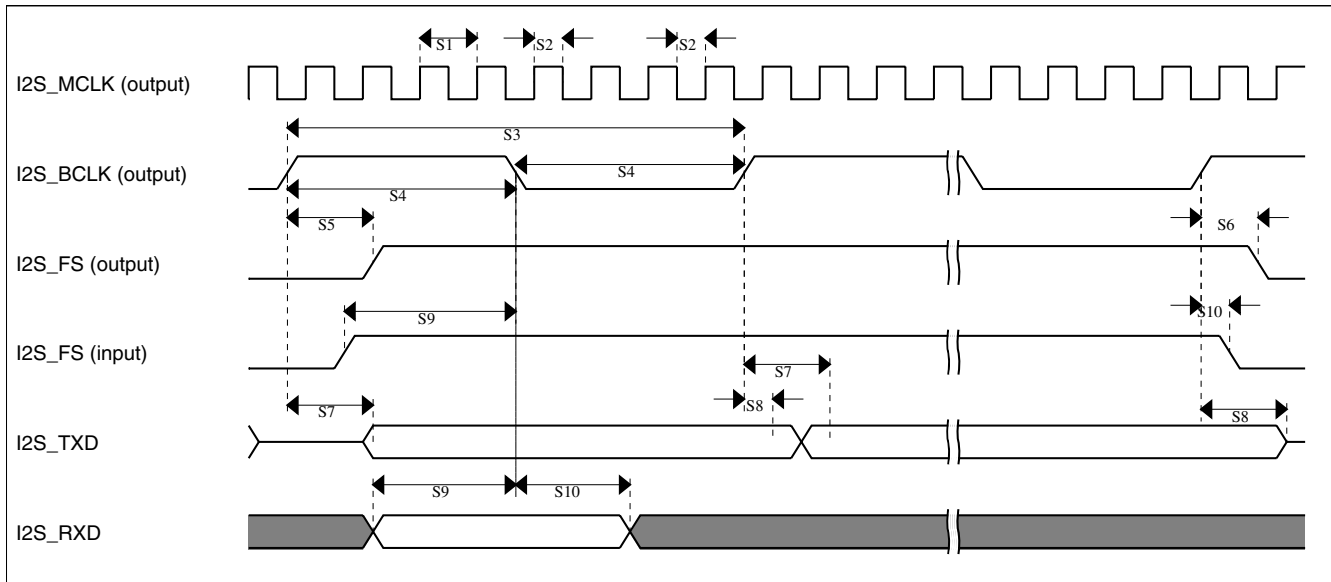 S1 S2 S2
I2S_MCLK (output)
S3
I2S_BCLK (output)
S4
S4
S5 S6
I2S_FS (output)
S9 S10
I2S_FS (input)
S7
S7 S8 S8
I2S_TXD
S9 S10
I2S_RXD